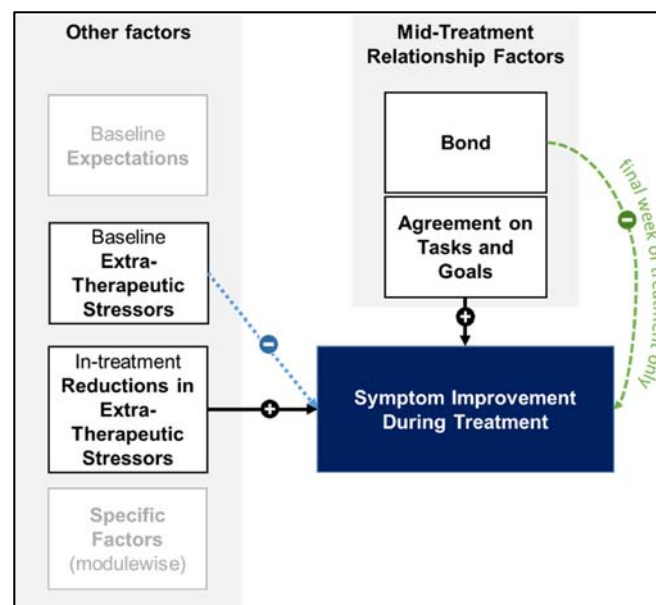 Other factors
Baseline
Expectations
Baseline
Extra-
Therapeutic
Stressors
In-treatment
Reductions in
Extra-
Therapeutic
Stressors
Specific
Factors
(modulewise)
Mid-Treatment
Relationship Factors
Bond
Agreement on
Tasks and
Goals
Symptom Improvement
During Treatment
final week of treatment only